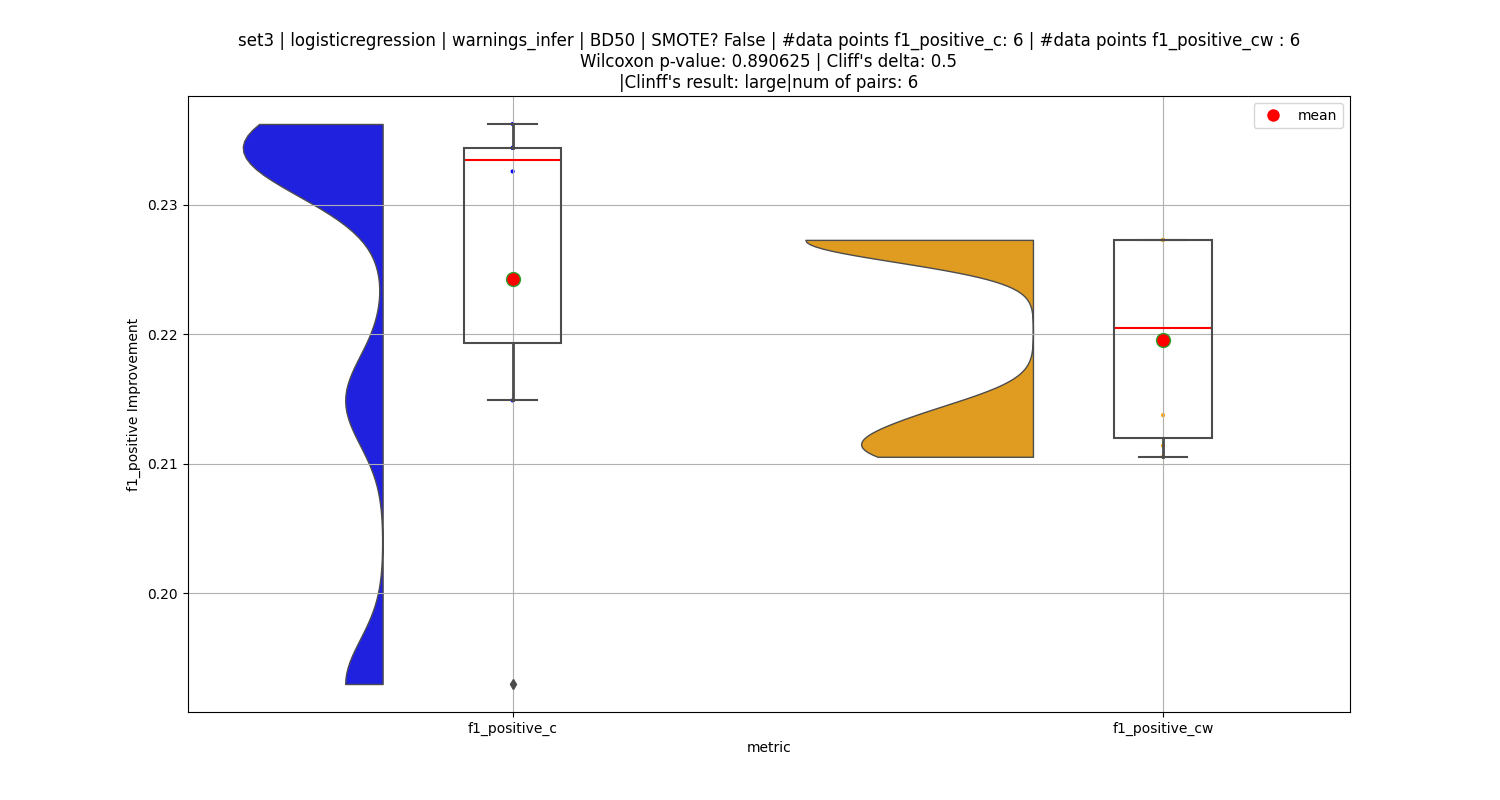 set3 | logisticregression | warnings_infer | BD50 | SMOTE? False | #data points f1_positive_c: 6 | #data points f1_positive_cw : 6
Wilcoxon p-value: 0.890625 | Cliff's delta: 0.5
|Clinff's result: large|num of pairs: 6
mean
0.23
0.22
0.21
0.20
f1_positive Improvement
f1_positive_c
f1_positive_cw
metric